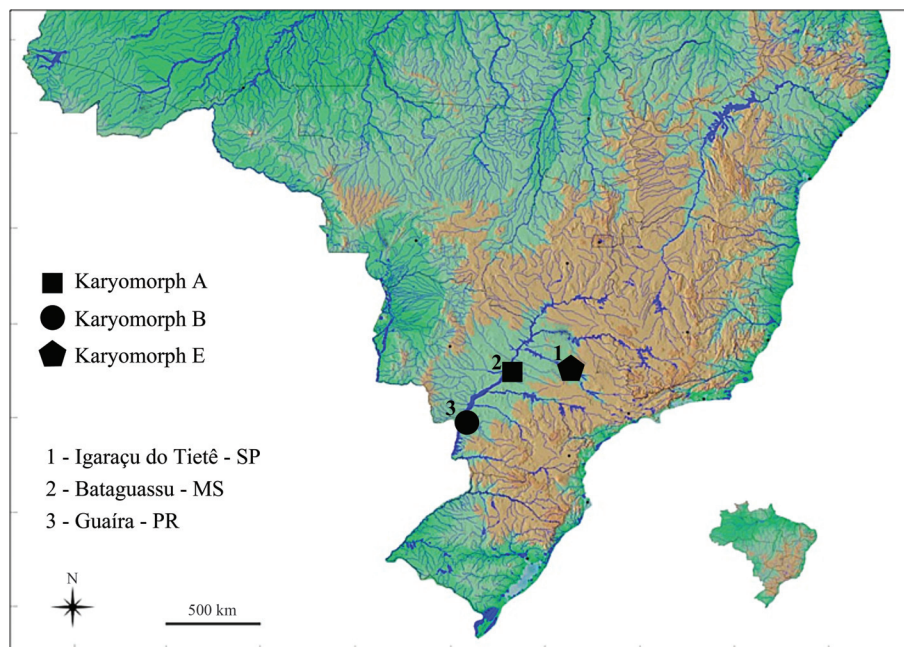 Karyomorph A
Karyomorph B
Karyomorph E
1
2
3
1 - Igaraçu do Tietê - SP
2 - Bataguassu - MS
3 - Guaíra - PR
N
500 km